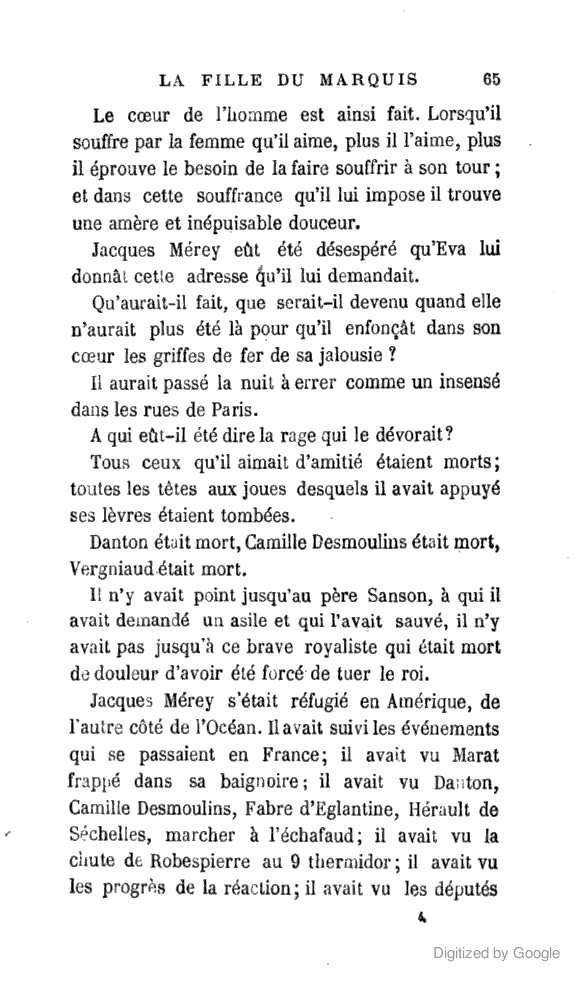 LA FILLE DU MARQUIS 65
Le cœur de l'homme est ainsi fait. Lorsqu'il
souffre par la femme qu'il aime, plus il l'aime, plus
il éprouve le besoin de la faire souffrir à son tour ;
et dans cette souffrance qu'il lui impose il trouve
une amère et inépuisable douceur.
Jacques Mérey eût été désespéré qu'Eva lui
donnât cette adresse qu'il lui demandait.
Qu'aurait-il fait, que serait-il devenu quand elle
n'aurait plus été là pour qu'il enfonçât dans son
cœur les griffes de fer de sa jalousie ?
Il aurait passé la nuit à errer comme un insensé
dans les rues de Paris.
A qui eût-il été dire la rage qui le dévorait ?
Tous ceux qu'il aimait d'amitié étaient morts ;
toutes les têtes aux joues desquels il avait appuyé
ses lèvres étaient tombées.
Danton était mort, Camille Desmoulins était mort,
Vergniaud était mort.
Il n'y avait point jusqu'au père Sanson, à qui il
avait demandé un asile et qui l'avait sauvé, il n'y
avait pas jusqu'à ce brave royaliste qui était mort
de douleur d'avoir été forcé de tuer le roi.
Jacques Mérey s'était réfugié en Amérique, de
l'autre côté de l'Océan. Il avait suivi les événements
qui se passaient en France ; il avait vu Marat
frappé dans sa baignoire ; il avait vu Danton,
Camille Desmoulins, Fabre d'Eglantine, Hérault de
Séchelles, marcher à l'échafaud ; il avait vu la
chute de Robespierre au 9 thermidor ; il avait vu
les progrès de la réaction ; il avait vu les députés
4.
Digitized by Google